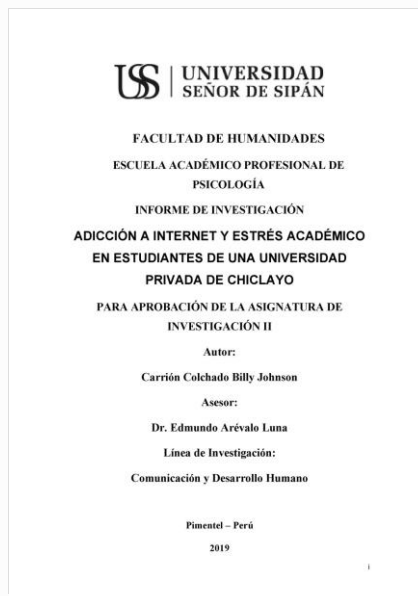 USS | UNIVERSIDAD
SEÑOR DE SIPÁN
FACULTAD DE HUMANIDADES
ESCUELA ACADÉMICO PROFESIONAL DE
PSICOLOGÍA
INFORME DE INVESTIGACIÓN
ADICCIÓN A INTERNET Y ESTRÉS ACADÉMICO
EN ESTUDIANTES DE UNA UNIVERSIDAD
PRIVADA DE CHICLAYO
PARA APROBACIÓN DE LA ASIGNATURA DE
INVESTIGACIÓN II
Autor:
Carrión Colchado Billy Johnson
Asesor:
Dr. Edmundo Arévalo Luna
Línea de Investigación:
Comunicación y Desarrollo Humano
Pimentel – Perú
2019
i